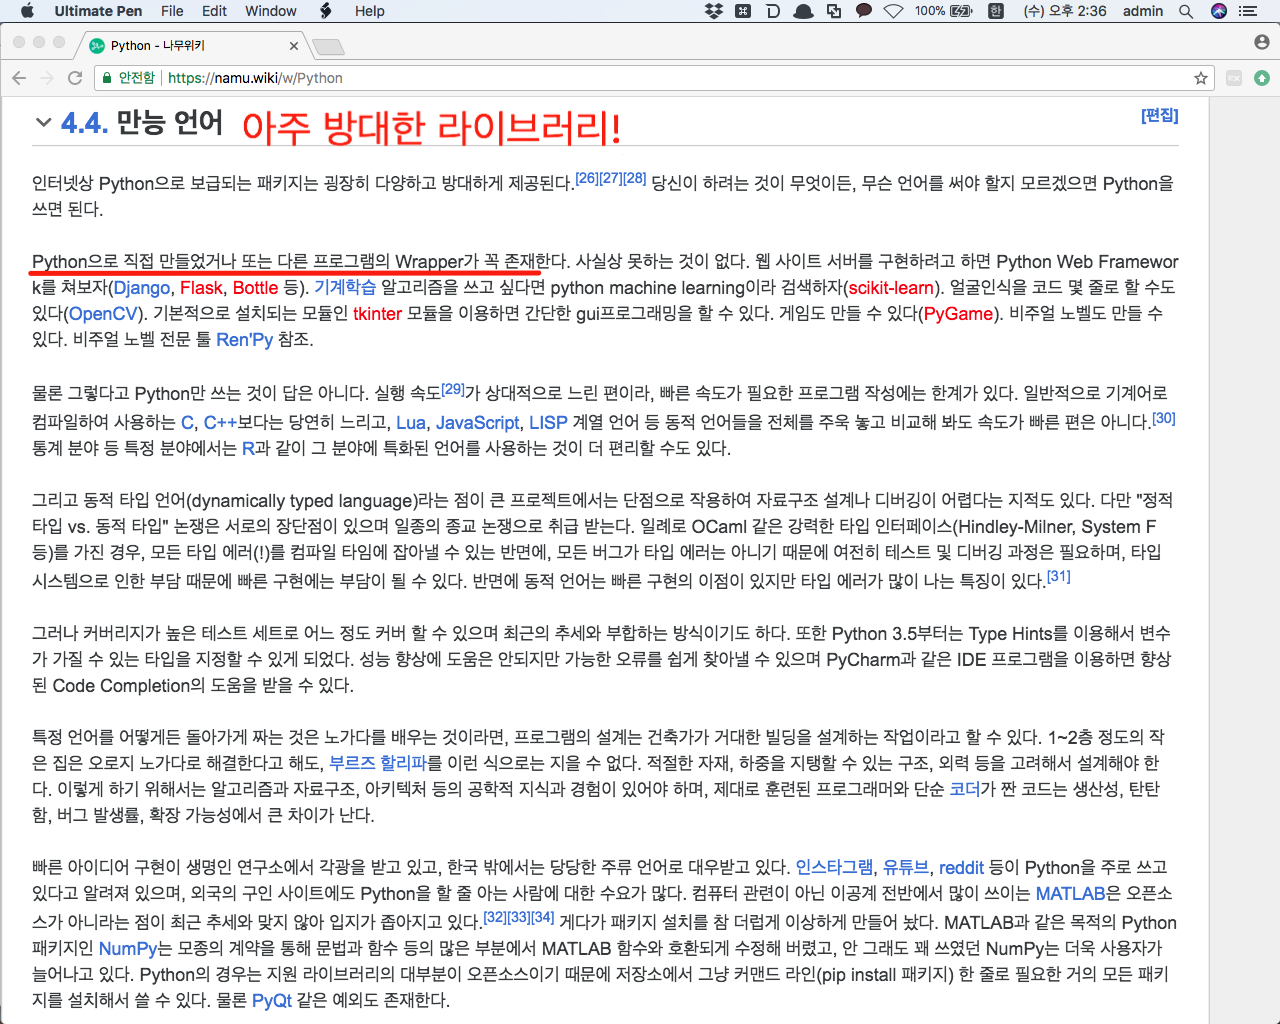 Ultimate Pen File Edit Window Help 100% 한 (수) 오후 2:36 admin
Python - 나무위키
안전함 https://namu.wiki/w/Python
4.4. 만능 언어 아주 방대한 라이브러리! [편집]
인터넷상 Python으로 보급되는 패키지는 굉장히 다양하고 방대하게 제공된다.[26][27][28] 당신이 하려는 것이 무엇이든, 무슨 언어를 써야 할지 모르겠으면 Python을
쓰면 된다.
Python으로 직접 만들었거나 또는 다른 프로그램의 Wrapper가 꼭 존재한다. 사실상 못하는 것이 없다. 웹 사이트 서버를 구현하려고 하면 Python Web Framewor
k를 쳐보자(Django, Flask, Bottle 등). 기계학습 알고리즘을 쓰고 싶다면 python machine learning이라 검색하자(scikit-learn). 얼굴인식을 코드 몇 줄로 할 수도
있다(OpenCV). 기본적으로 설치되는 모듈인 tkinter 모듈을 이용하면 간단한 gui프로그래밍을 할 수 있다. 게임도 만들 수 있다(PyGame). 비주얼 노벨도 만들 수
있다. 비주얼 노벨 전문 툴 Ren'Py 참조.
물론 그렇다고 Python만 쓰는 것이 답은 아니다. 실행 속도[29]가 상대적으로 느린 편이라, 빠른 속도가 필요한 프로그램 작성에는 한계가 있다. 일반적으로 기계어로
컴파일하여 사용하는 C, C++보다는 당연히 느리고, Lua, JavaScript, LISP 계열 언어 등 동적 언어들을 전체를 주욱 놓고 비교해 봐도 속도가 빠른 편은 아니다.[30]
통계 분야 등 특정 분야에서는 R과 같이 그 분야에 특화된 언어를 사용하는 것이 더 편리할 수도 있다.
그리고 동적 타입 언어(dynamically typed language)라는 점이 큰 프로젝트에서는 단점으로 작용하여 자료구조 설계나 디버깅이 어렵다는 지적도 있다. 다만 "정적
타입 vs. 동적 타입" 논쟁은 서로의 장단점이 있으며 일종의 종교 논쟁으로 취급 받는다. 일례로 OCaml 같은 강력한 타입 인터페이스(Hindley-Milner, System F
등)를 가진 경우, 모든 타입 에러(!)를 컴파일 타임에 잡아낼 수 있는 반면에, 모든 버그가 타입 에러는 아니기 때문에 여전히 테스트 및 디버깅 과정은 필요하며, 타입
시스템으로 인한 부담 때문에 빠른 구현에는 부담이 될 수 있다. 반면에 동적 언어는 빠른 구현의 이점이 있지만 타입 에러가 많이 나는 특징이 있다.[31]
그러나 커버리지가 높은 테스트 세트로 어느 정도 커버 할 수 있으며 최근의 추세와 부합하는 방식이기도 하다. 또한 Python 3.5부터는 Type Hints를 이용해서 변수
가 가질 수 있는 타입을 지정할 수 있게 되었다. 성능 향상에 도움은 안되지만 가능한 오류를 쉽게 찾아낼 수 있으며 PyCharm과 같은 IDE 프로그램을 이용하면 향상
된 Code Completion의 도움을 받을 수 있다.
특정 언어를 어떻게든 돌아가게 짜는 것은 노가다를 배우는 것이라면, 프로그램의 설계는 건축가가 거대한 빌딩을 설계하는 작업이라고 할 수 있다. 1~2층 정도의 작
은 집은 오로지 노가다로 해결한다고 해도, 부르즈 할리파를 이런 식으로는 지을 수 없다. 적절한 자재, 하중을 지탱할 수 있는 구조, 외력 등을 고려해서 설계해야 한
다. 이렇게 하기 위해서는 알고리즘과 자료구조, 아키텍처 등의 공학적 지식과 경험이 있어야 하며, 제대로 훈련된 프로그래머와 단순 코더가 짠 코드는 생산성, 탄탄
함, 버그 발생률, 확장 가능성에서 큰 차이가 난다.
빠른 아이디어 구현이 생명인 연구소에서 각광을 받고 있고, 한국 밖에서는 당당한 주류 언어로 대우받고 있다. 인스타그램, 유튜브, reddit 등이 Python을 주로 쓰고
있다고 알려져 있으며, 외국의 구인 사이트에도 Python을 할 줄 아는 사람에 대한 수요가 많다. 컴퓨터 관련이 아닌 이공계 전반에서 많이 쓰이는 MATLAB은 오픈소
스가 아니라는 점이 최근 추세와 맞지 않아 입지가 좁아지고 있다.[32][33][34] 게다가 패키지 설치를 참 더럽게 이상하게 만들어 놨다. MATLAB과 같은 목적의 Python
패키지인 NumPy는 모종의 계약을 통해 문법과 함수 등의 많은 부분에서 MATLAB 함수와 호환되게 수정해 버렸고, 안 그래도 꽤 쓰였던 NumPy는 더욱 사용자가
늘어나고 있다. Python의 경우는 지원 라이브러리의 대부분이 오픈소스이기 때문에 저장소에서 그냥 커맨드 라인(pip install 패키지) 한 줄로 필요한 거의 모든 패키
지를 설치해서 쓸 수 있다. 물론 PyQt 같은 예외도 존재한다.